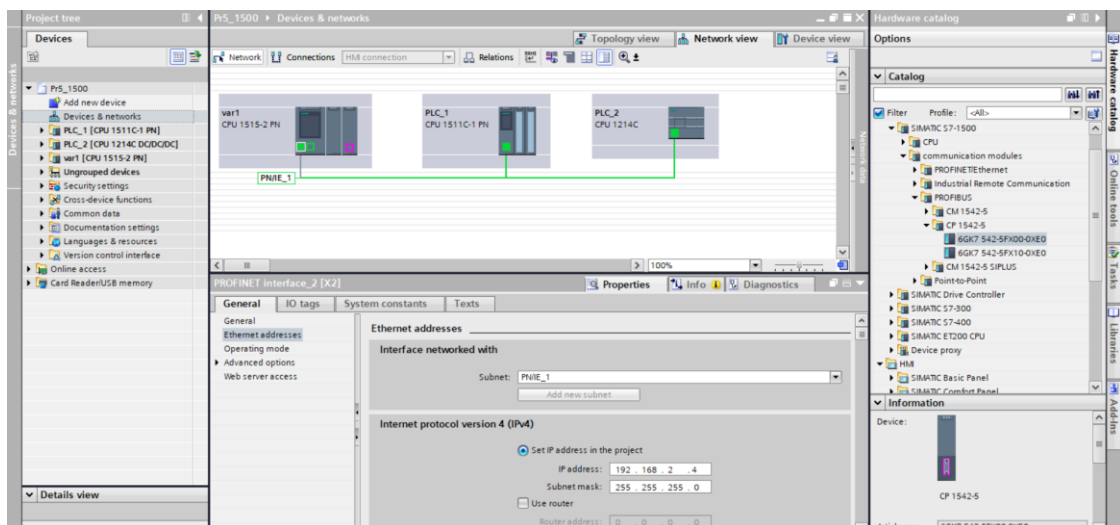 Project tree
Devices
Pr5_1500
Add new device
Devices & networks
PLC_1 [CPU 1511C-1 PN]
PLC_2 [CPU 1214C DC/DC/DC]
var1 [CPU 1515-2 PN]
Ungrouped devices
Security settings
Cross-device functions
Common data
Documentation settings
Languages & resources
Version control interface
Online access
Card Reader/USB memory
Details view
Devices & networks
Pr5_1500 ▸ Devices & networks
Topology view
Network view
Device view
Network
Connections
HMI connection
Relations
var1
CPU 1515-2 PN
PLC_1
CPU 1511C-1 PN
PLC_2
CPU 1214C
PN/IE_1
100%
Network data
PROFINET interface_2 [X2]
Properties
Info
Diagnostics
General
IO tags
System constants
Texts
General
Ethernet addresses
Operating mode
Advanced options
Web server access
Ethernet addresses
Interface networked with
Subnet: PN/IE_1
Add new subnet
Internet protocol version 4 (IPv4)
Set IP address in the project
IP address: 192 . 168 . 2 . 4
Subnet mask: 255 . 255 . 255 . 0
Use router
Router address: 0 . 0 . 0 . 0
Hardware catalog
Options
Catalog
Filter
Profile: <All>
SIMATIC S7-1500
CPU
communication modules
PROFINET/Ethernet
Industrial Remote Communication
PROFIBUS
CM 1542-5
CP 1542-5
6GK7 542-5FX00-0XE0
6GK7 542-5FX10-0XE0
CM 1542-5 SIPLUS
Point-to-Point
SIMATIC Drive Controller
SIMATIC S7-300
SIMATIC S7-400
SIMATIC ET200 CPU
Device proxy
HMI
SIMATIC Basic Panel
SIMATIC Comfort Panel
Information
Device:
CP 1542-5
Hardware catalog
Online tools
Tasks
Libraries
Add-Ins